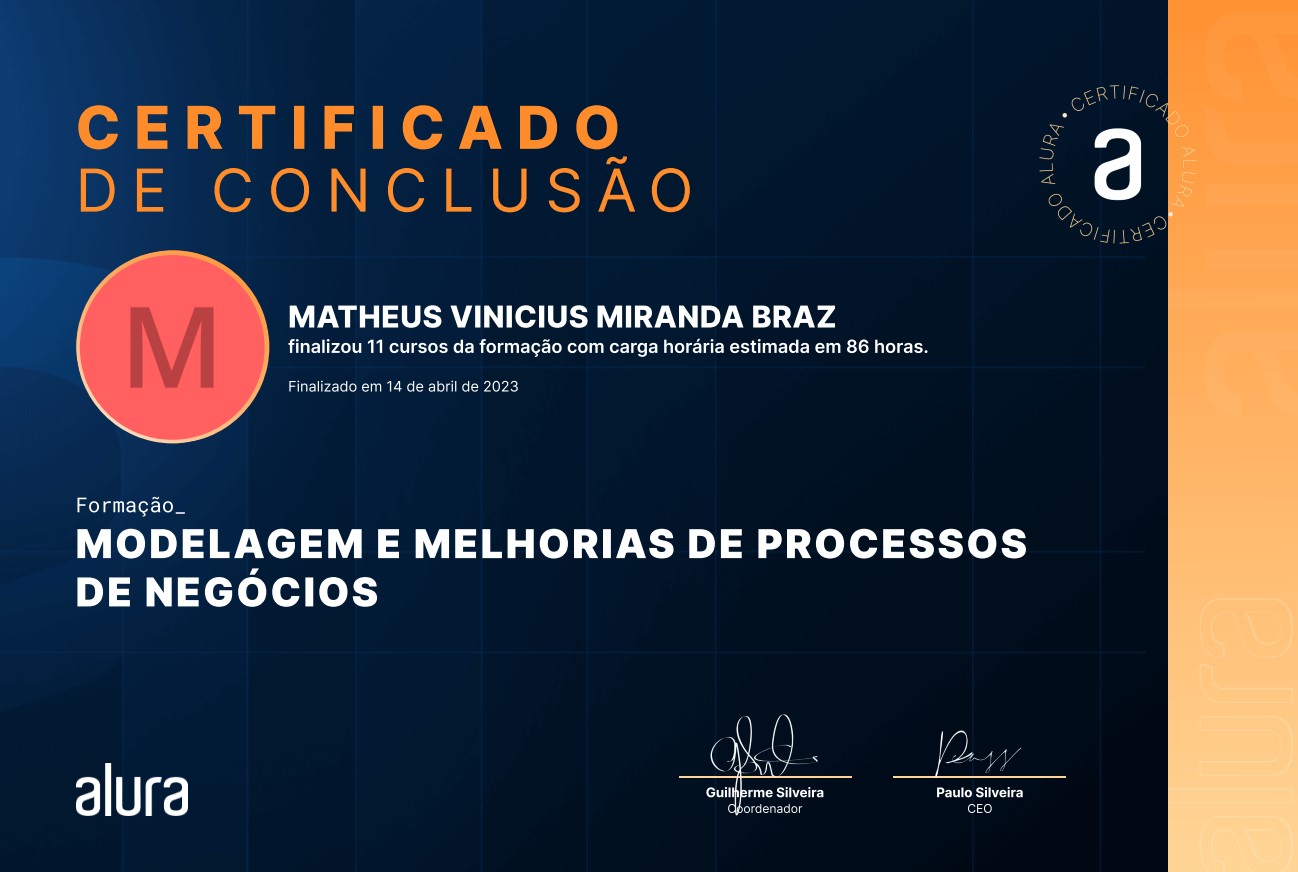 CERTIFICADO
DE CONCLUSÃO
CERTIFICADO ALURA • CERTIFICADO ALURA •
a
M
MATHEUS VINICIUS MIRANDA BRAZ
finalizou 11 cursos da formação com carga horária estimada em 86 horas.
Finalizado em 14 de abril de 2023
Formação_
MODELAGEM E MELHORIAS DE PROCESSOS
DE NEGÓCIOS
alura
Guilherme Silveira
Coordenador
Paulo Silveira
CEO
alura
alura